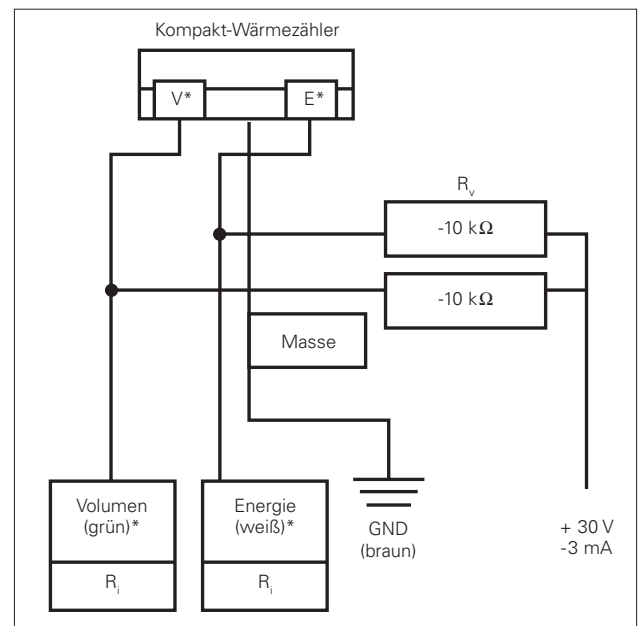 Kompakt-Wärmezähler
V*
E*
Rv
-10 kΩ
-10 kΩ
Masse
Volumen
(grün)*
Ri
Energie
(weiß)*
Ri
GND
(braun)
+ 30 V
-3 mA